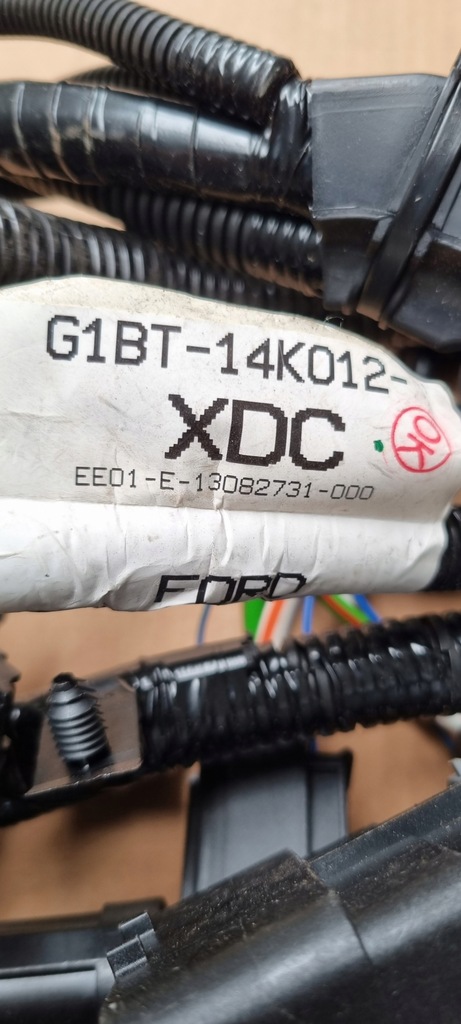 G1BT-14K012-
XDC
OK
EE01-E-13082731-000
FORD